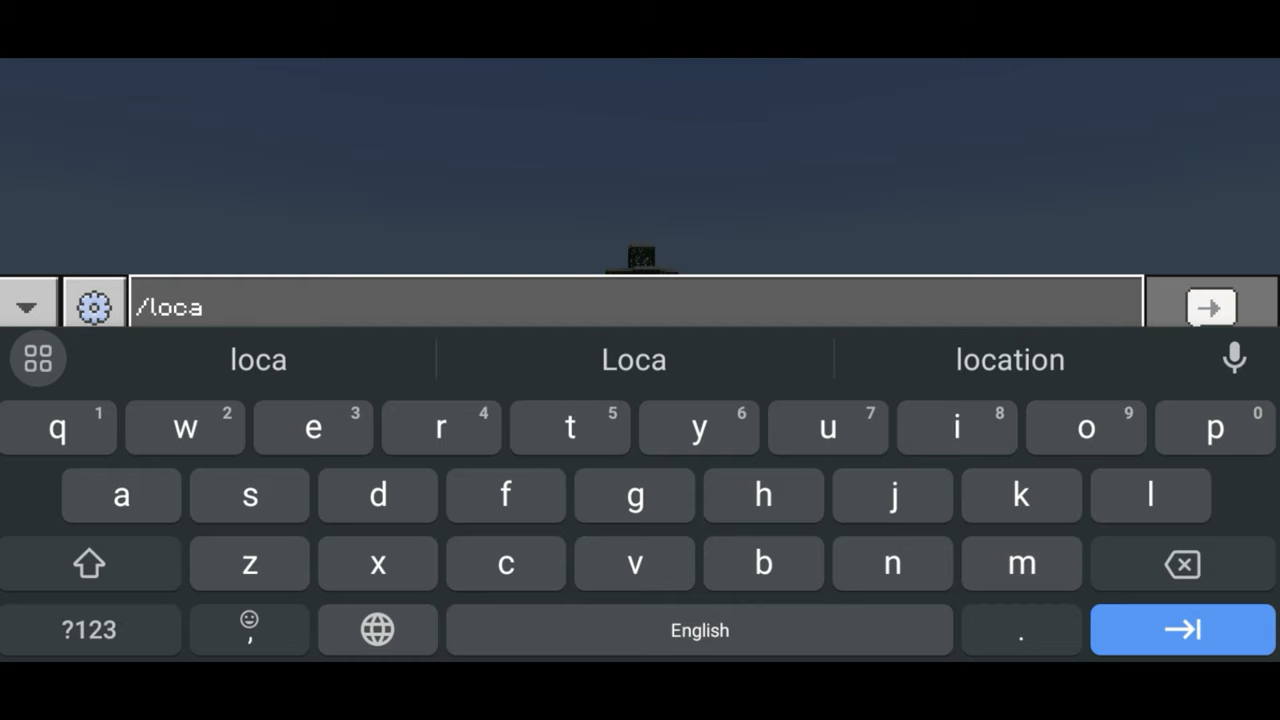 /loca
loca Loca location
q 1 w 2 e 3 r 4 t 5 y 6 u 7 i 8 o 9 p 0
a s d f g h j k l
z x c v b n m
?123 , English .